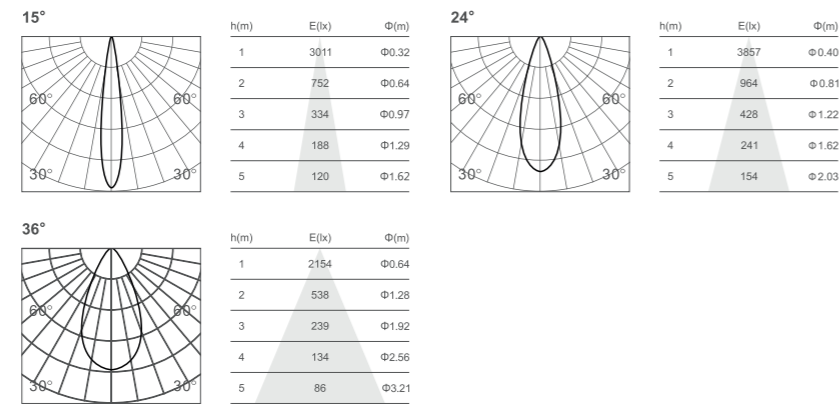 15°
h(m) E(lx) Φ(m)
1 3011 Φ0.32
2 752 Φ0.64
3 334 Φ0.97
4 188 Φ1.29
5 120 Φ1.62
60° 60°
30° 30°
24°
h(m) E(lx) Φ(m)
1 3857 Φ0.40
2 964 Φ0.81
3 428 Φ1.22
4 241 Φ1.62
5 154 Φ2.03
60° 60°
30° 30°
36°
h(m) E(lx) Φ(m)
1 2154 Φ0.64
2 538 Φ1.28
3 239 Φ1.92
4 134 Φ2.56
5 86 Φ3.21
60° 60°
30° 30°